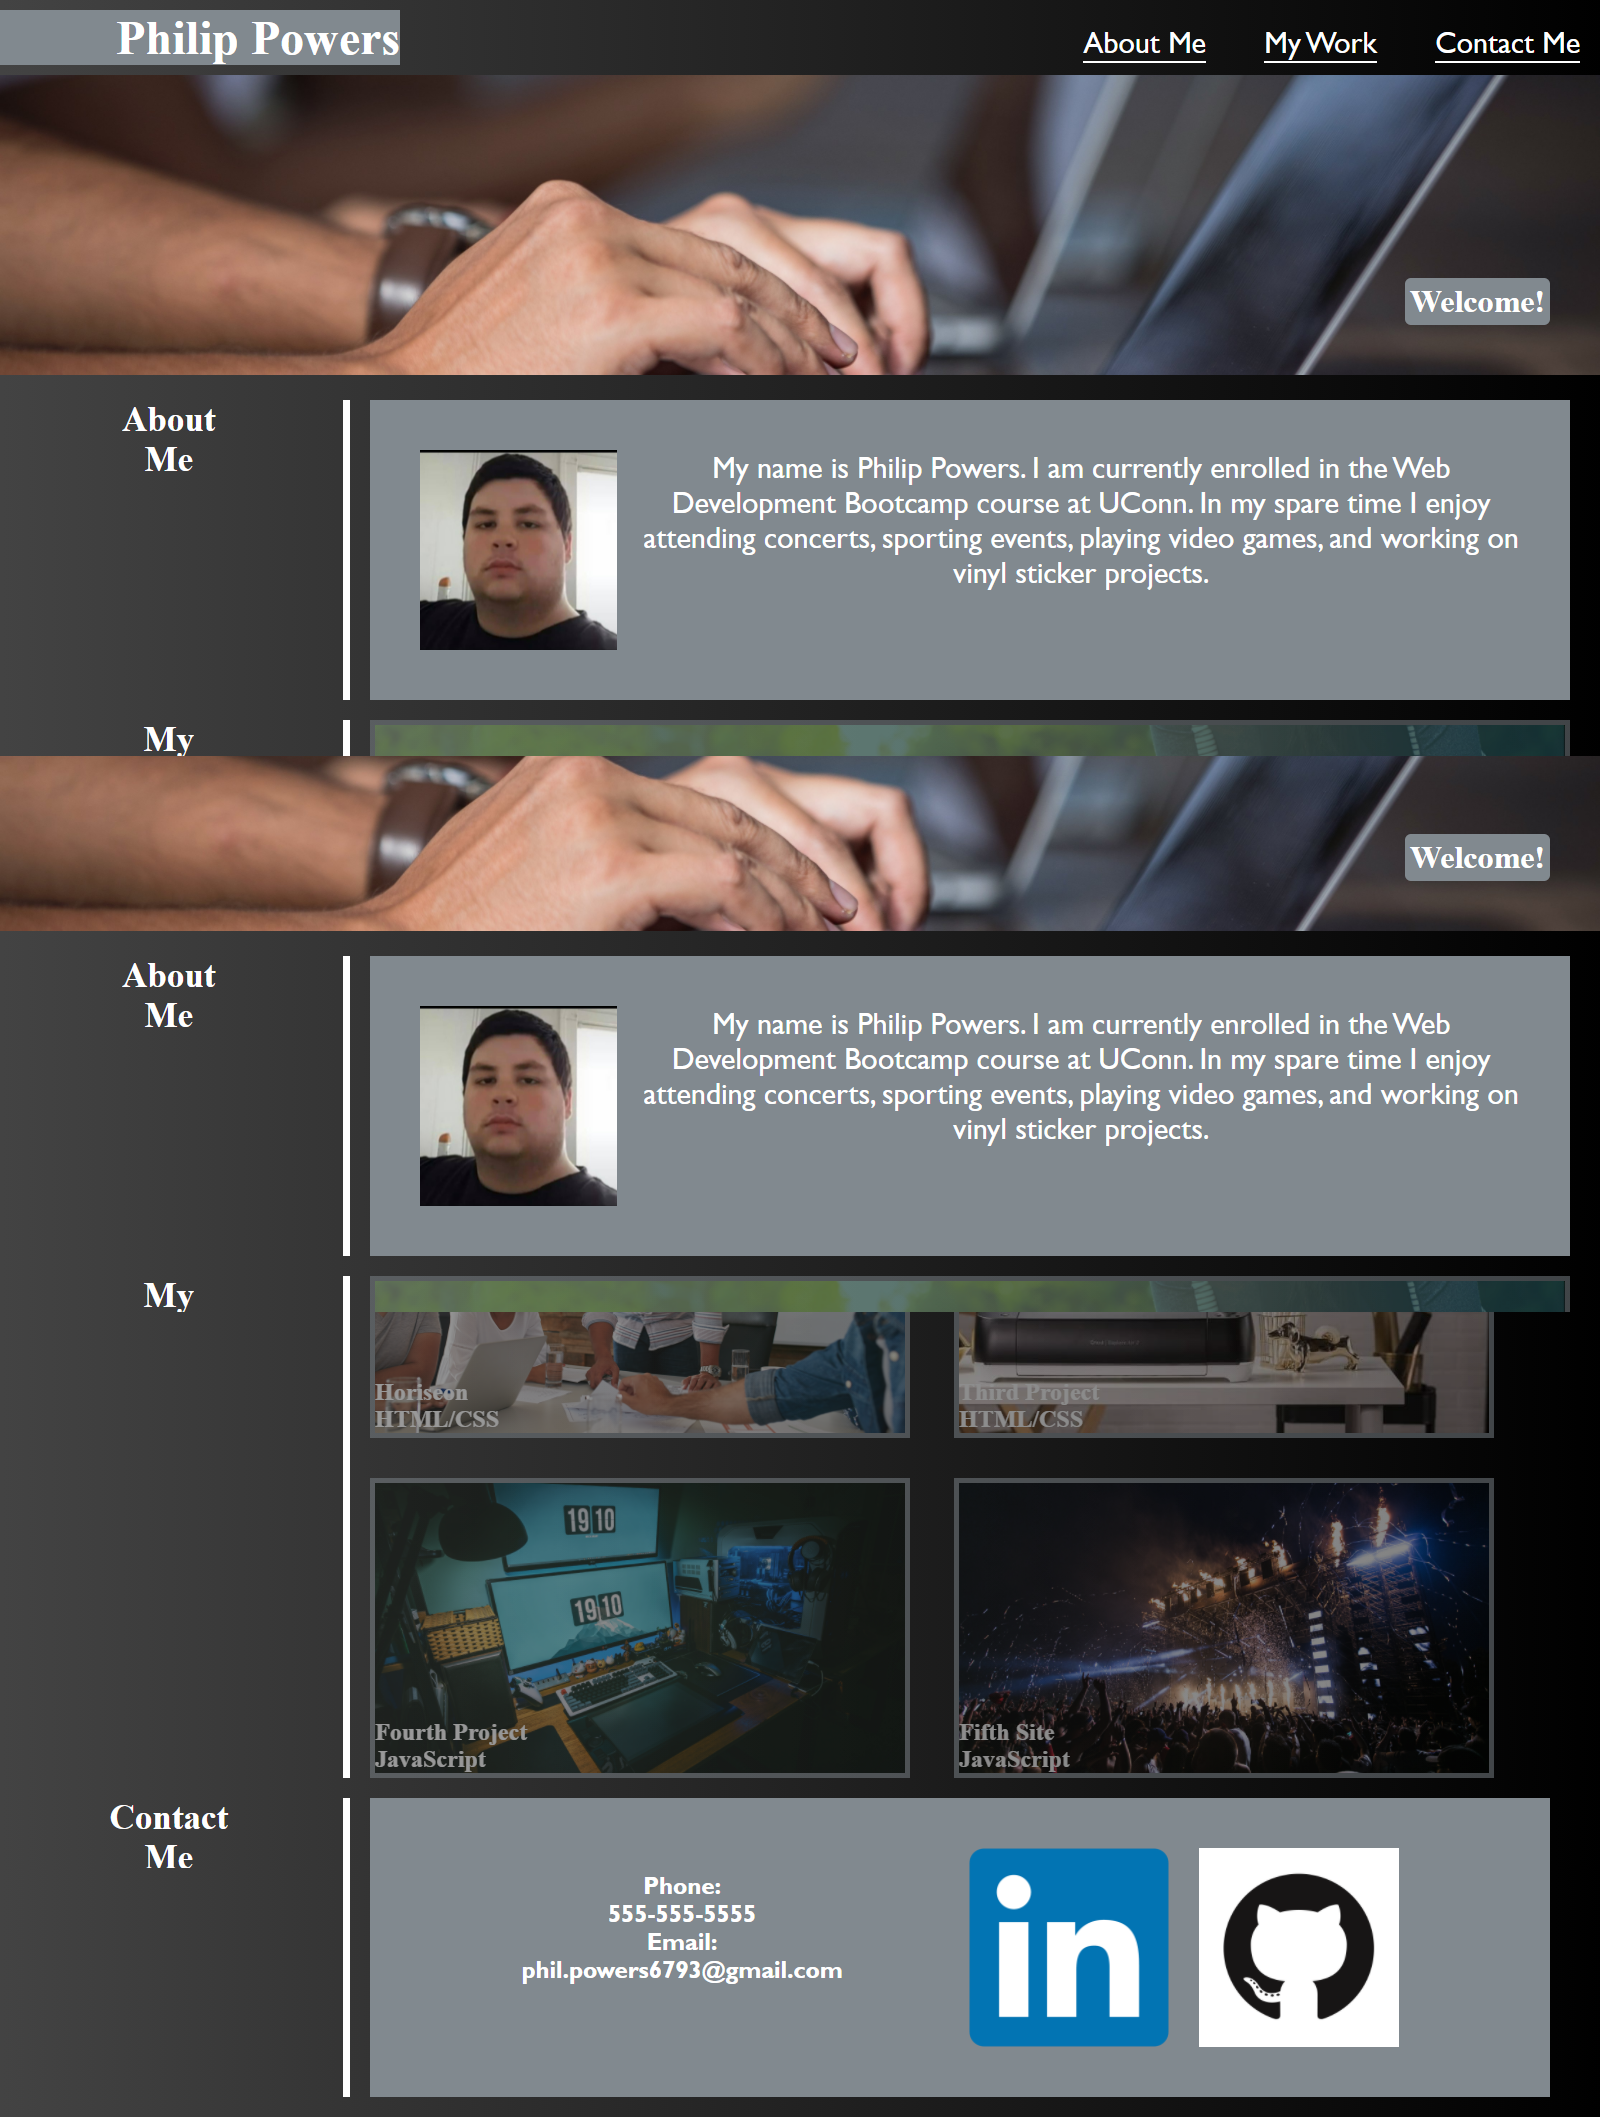 Philip Powers
About Me
My Work
Contact Me
Welcome!
About
Me
My name is Philip Powers. I am currently enrolled in the Web
Development Bootcamp course at UConn. In my spare time I enjoy
attending concerts, sporting events, playing video games, and working on
vinyl sticker projects.
My
Welcome!
About
Me
My name is Philip Powers. I am currently enrolled in the Web
Development Bootcamp course at UConn. In my spare time I enjoy
attending concerts, sporting events, playing video games, and working on
vinyl sticker projects.
My
Horiseon
HTML/CSS
Third Project
HTML/CSS
19 10
19 10
Fourth Project
JavaScript
Fifth Site
JavaScript
Contact
Me
Phone:
555-555-5555
Email:
phil.powers6793@gmail.com
in